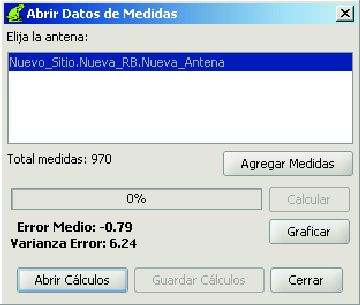 Abrir Datos de Medidas
Elija la antena:
Nuevo_Sitio.Nueva_RB.Nueva_Antena
Total medidas: 970
Agregar Medidas
0%
Calcular
Error Medio: -0.79
Varianza Error: 6.24
Graficar
Abrir Cálculos
Guardar Cálculos
Cerrar